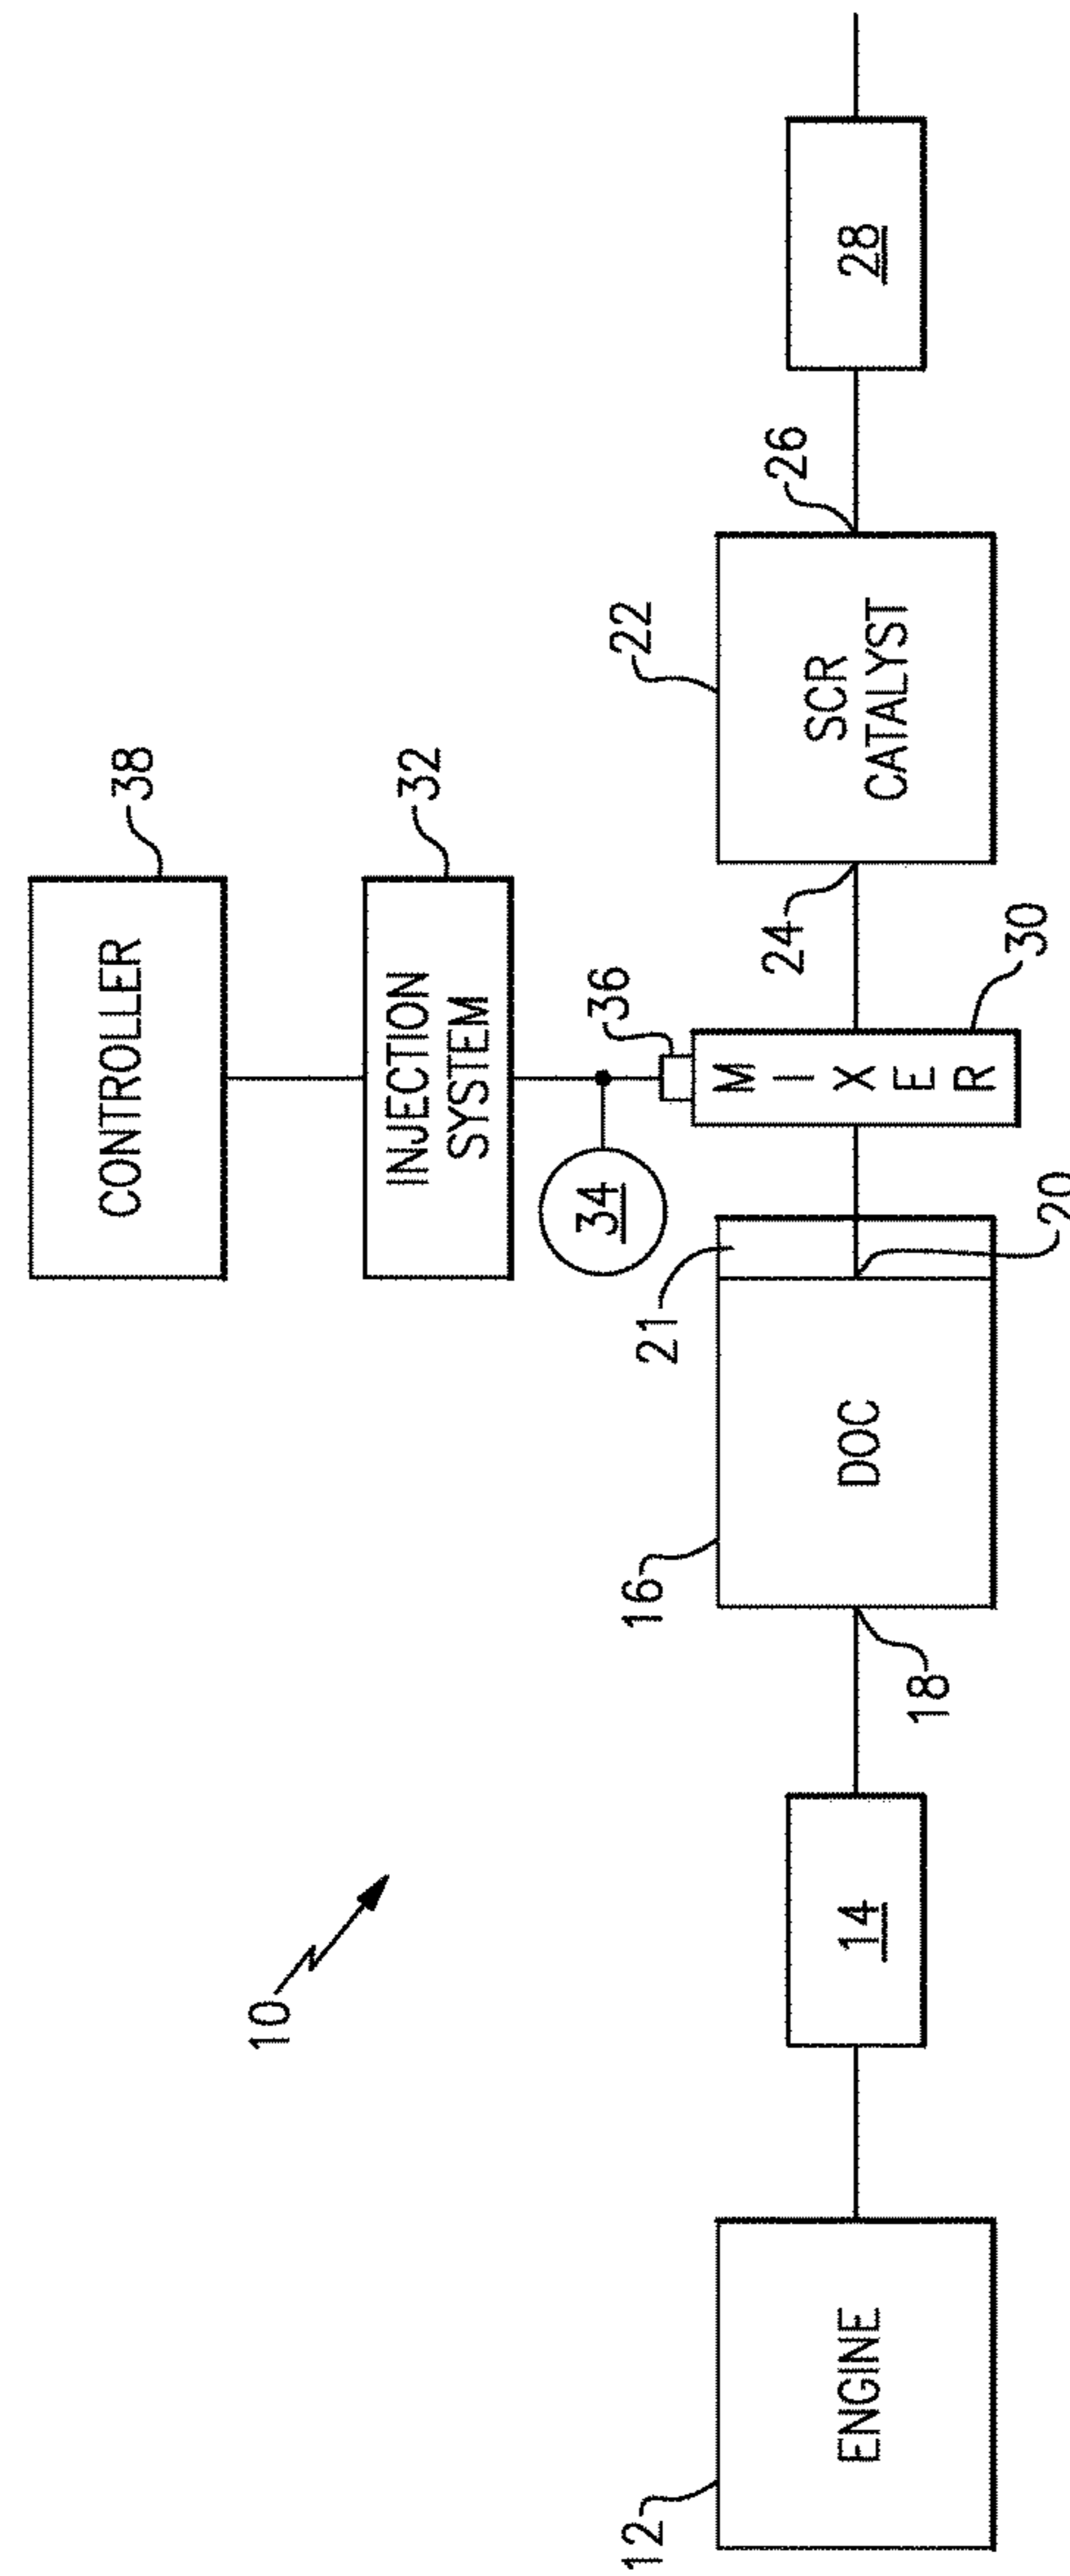 CONTROLLER
38
INJECTION
SYSTEM
32
34
36
10
12
ENGINE
14
16
18
DOC
21
20
MIXER
30
24
22
SCR
CATALYST
26
28